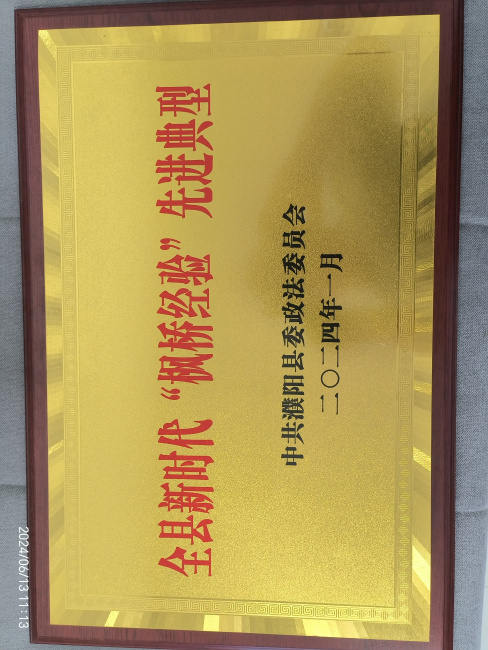 全县新时代“枫桥经验”先进典型
中共濮阳县委政法委员会
二〇二四年一月
2024/06/13 11:13